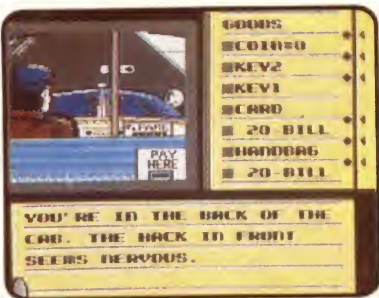 FARE
PAY
HERE
GOODS
COIN=0
KEY2
KEY1
CARD
20-BILL
HANDBAG
20-BILL
YOU'RE IN THE BACK OF THE
CAB. THE HACK IN FRONT
SEEMS NERVOUS.